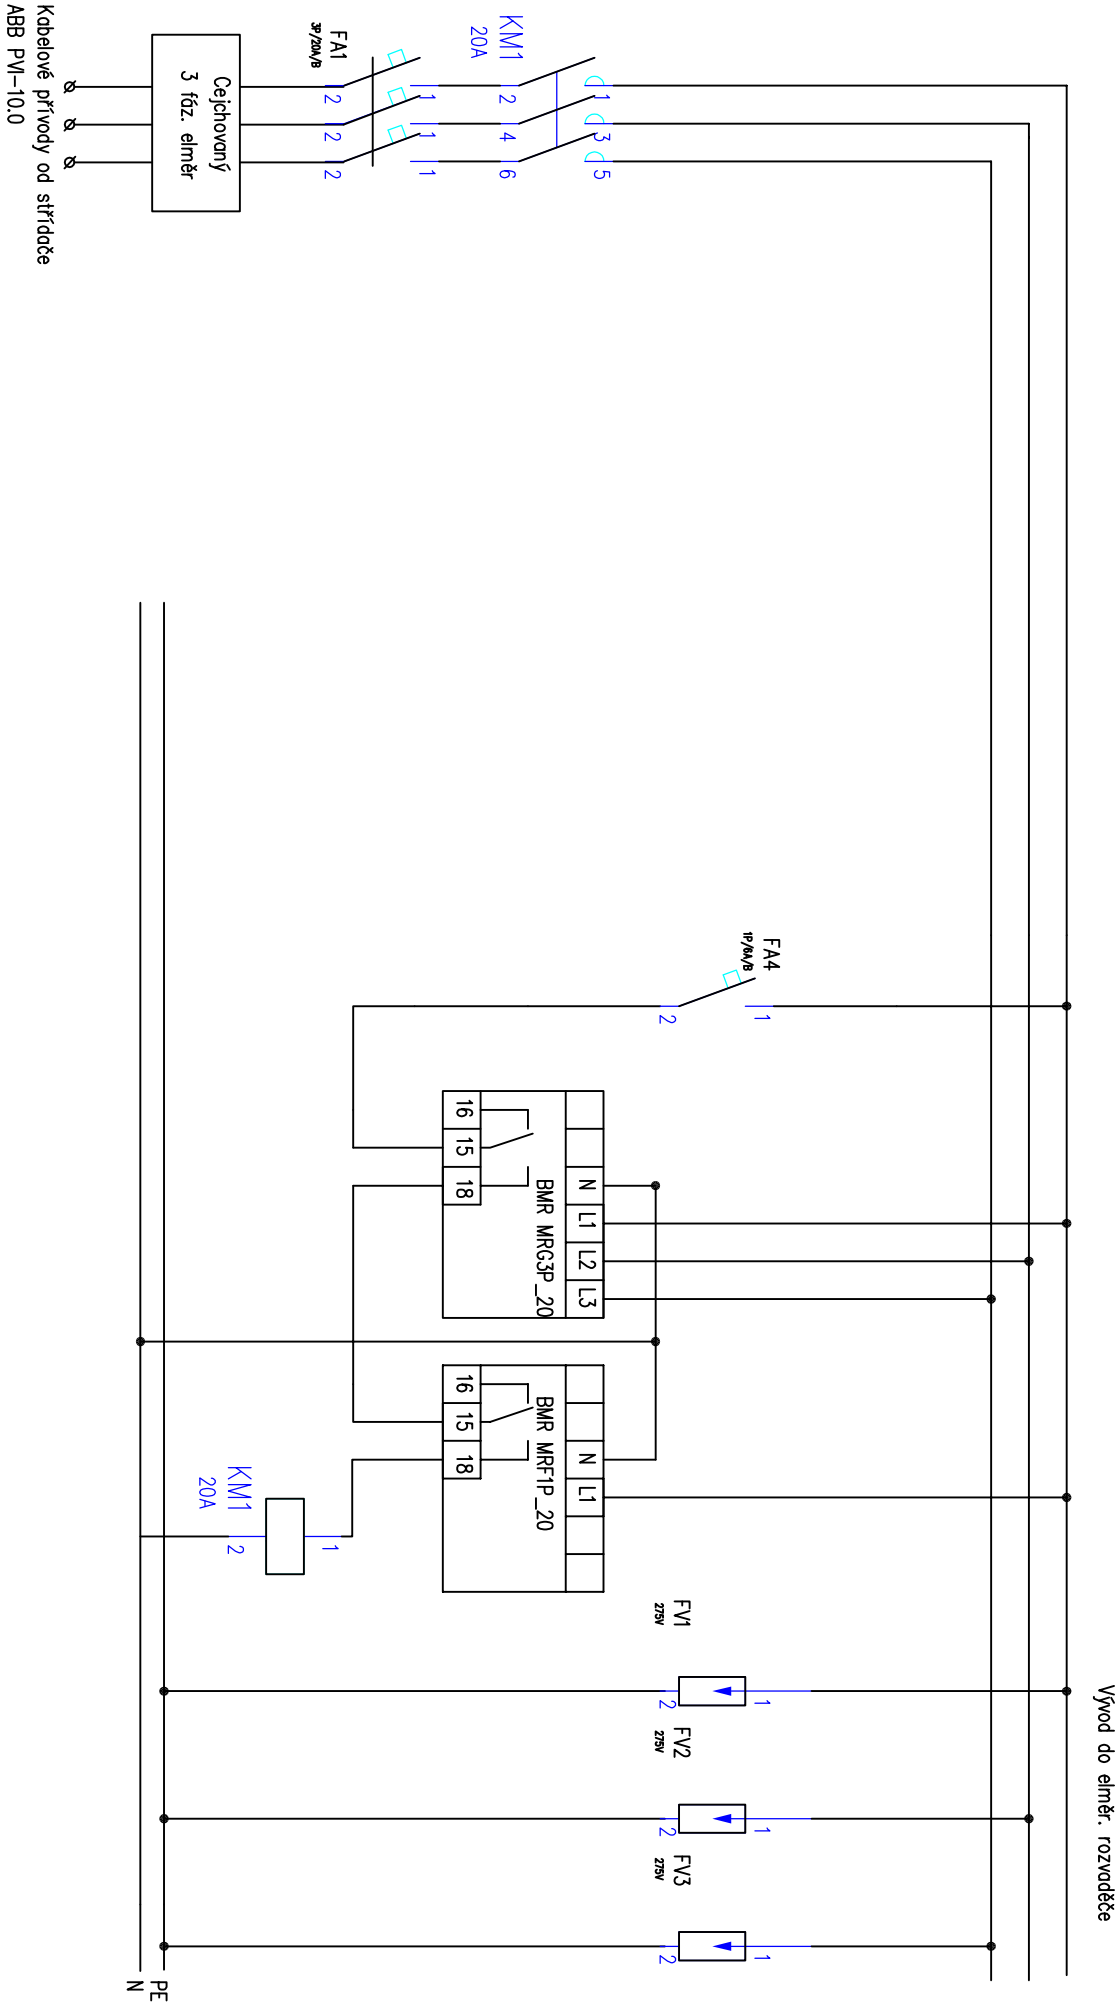 Vývod do elměr. rozvaděče
KM1
20A
1
3
5
2
4
6
FA1
3P/20A/B
1
1
1
2
2
2
Cejchovaný
3 fáz. elměr
Kabelové přívody od střídače
ABB PVI-10.0
FA4
1P/6A/B
1
2
N
L1
L2
L3
BMR MRG3P_20
16
15
18
N
L1
BMR MRF1P_20
16
15
18
KM1
20A
1
2
FV1
275V
1
2
FV2
275V
1
2
FV3
275V
1
2
PE
N